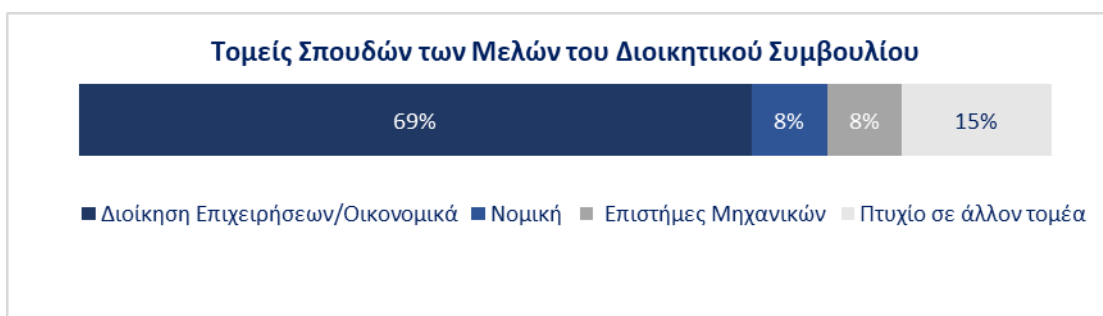 Τομείς Σπουδών των Μελών του Διοικητικού Συμβουλίου
69% 8% 8% 15%
Διοίκηση Επιχειρήσεων/Οικονομικά Νομική Επιστήμες Μηχανικών Πτυχίο σε άλλον τομέα